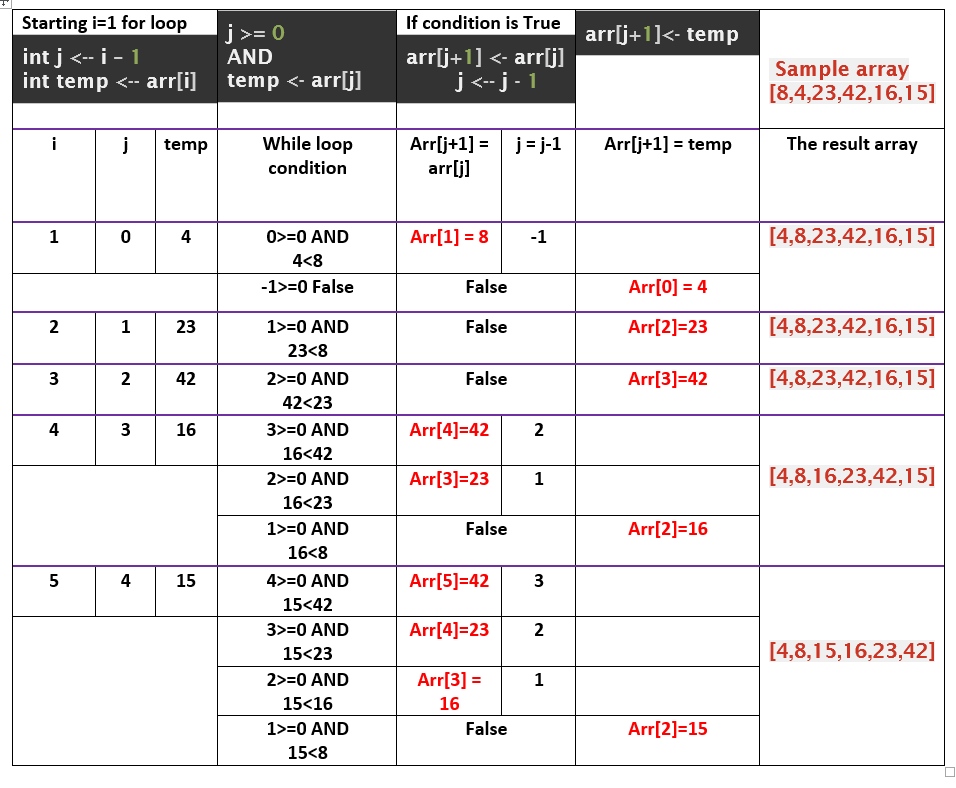 Starting i=1 for loop
int j <-- i - 1
int temp <-- arr[i]
j >= 0
AND
temp <- arr[j]
If condition is True
arr[j+1] <- arr[j]
j <-- j - 1
arr[j+1]<- temp
Sample array
[8,4,23,42,16,15]
i
j
temp
While loop
condition
Arr[j+1] =
arr[j]
j = j-1
Arr[j+1] = temp
The result array
1
0
4
0>=0 AND
4<8
Arr[1] = 8
-1
[4,8,23,42,16,15]
-1>=0 False
False
Arr[0] = 4
2
1
23
1>=0 AND
23<8
False
Arr[2]=23
[4,8,23,42,16,15]
3
2
42
2>=0 AND
42<23
False
Arr[3]=42
[4,8,23,42,16,15]
4
3
16
3>=0 AND
16<42
Arr[4]=42
2
2>=0 AND
16<23
Arr[3]=23
1
[4,8,16,23,42,15]
1>=0 AND
16<8
False
Arr[2]=16
5
4
15
4>=0 AND
15<42
Arr[5]=42
3
3>=0 AND
15<23
Arr[4]=23
2
[4,8,15,16,23,42]
2>=0 AND
15<16
Arr[3] =
16
1
1>=0 AND
15<8
False
Arr[2]=15